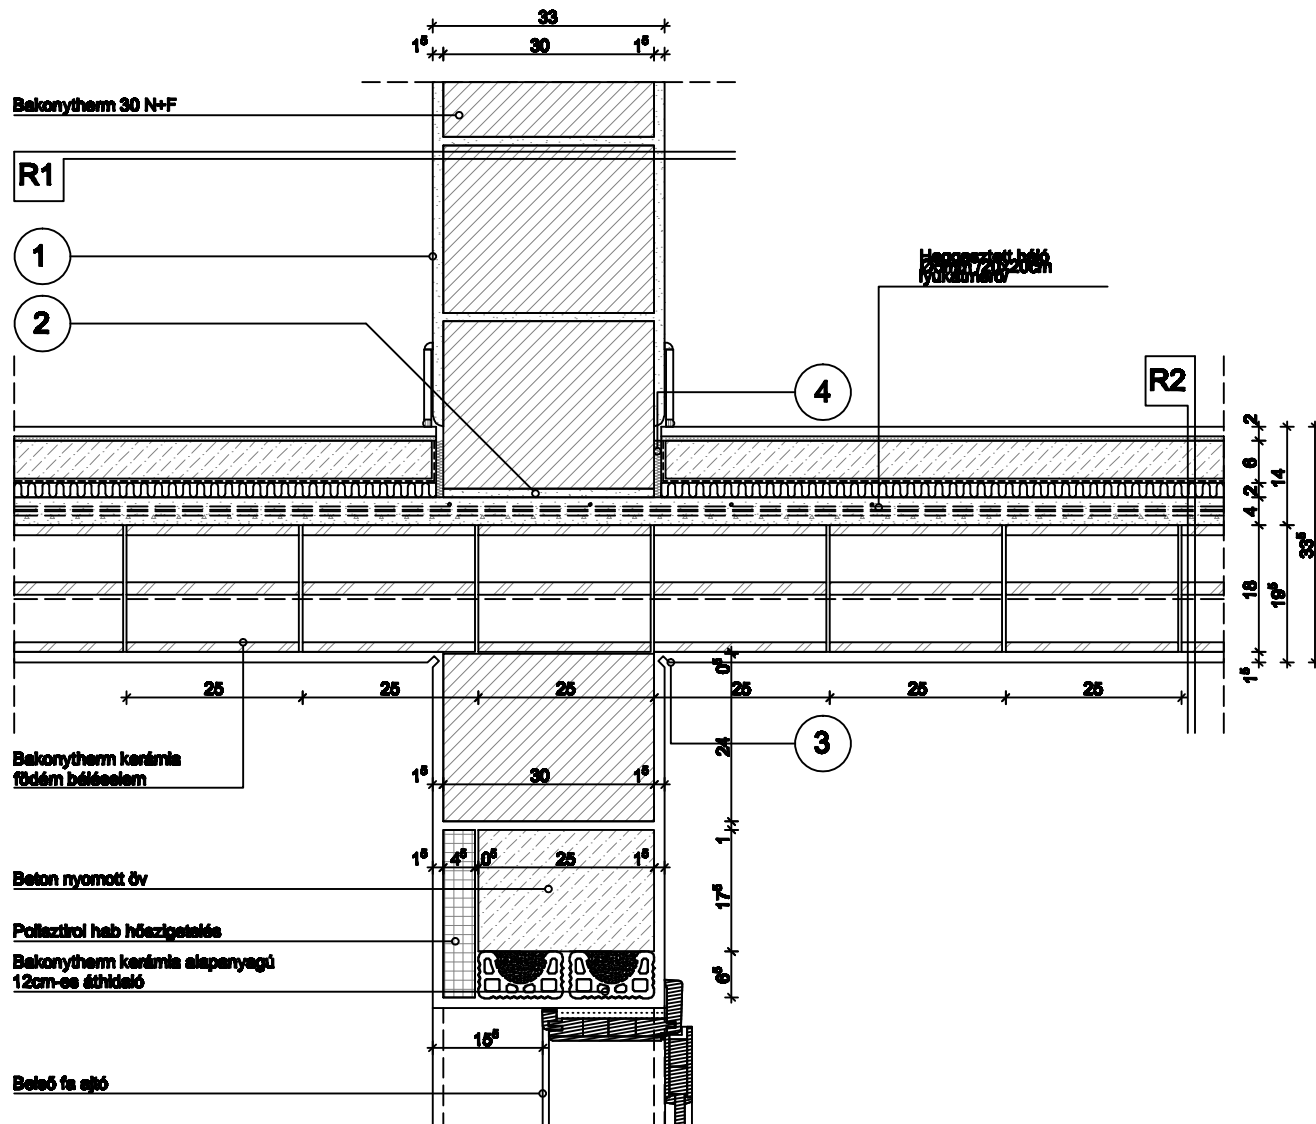 33
1⁵ 30 1⁵
Bakonytherm 30 N+F
R1
1
2
Heggesztett háló
lyukátmérő/
4
R2
2
6
2
4
14
18
19⁵
33⁵
1⁵
0⁵
25 25 25 25 25 25
24
3
Bakonytherm kerámia
födém béléselem
1⁵ 30 1⁵
1
1⁵ 4⁵ 0⁵ 25 1⁵
17⁵
Beton nyomott öv
Polisztirol hab hőszigetelés
Bakonytherm kerámia alapanyagú
12cm-es áthidaló
6⁵
15⁵
Belső fa ajtó